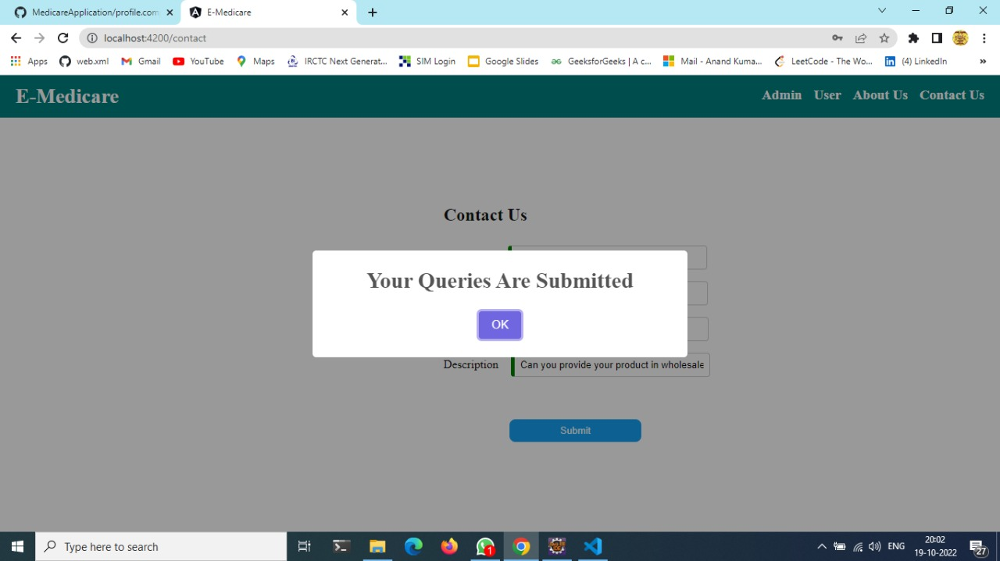 MedicareApplication/profile.com
E-Medicare
localhost:4200/contact
Apps
web.xml
Gmail
YouTube
Maps
IRCTC Next Generat...
SIM Login
Google Slides
GeeksforGeeks | A c...
Mail - Anand Kuma...
LeetCode - The Wo...
(4) LinkedIn
»
E-Medicare
Admin User About Us Contact Us
Contact Us
Your Queries Are Submitted
OK
Description Can you provide your product in wholesale
Submit
Type here to search
1
ENG
20:02
19-10-2022
27